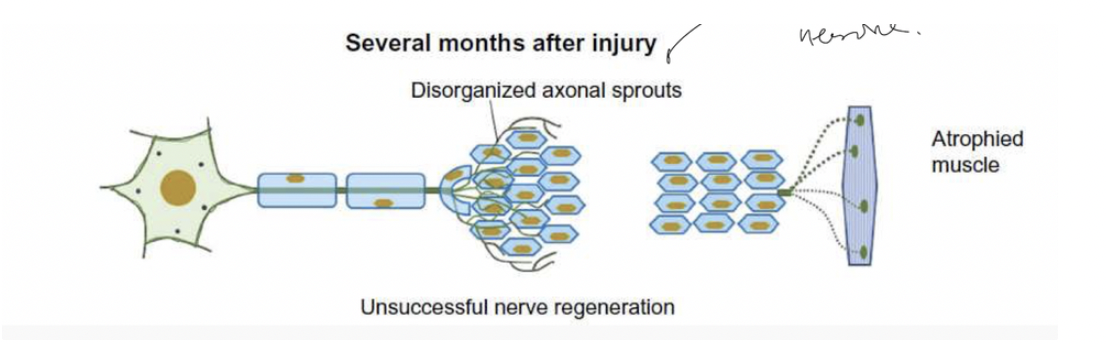 Several months after injury
Disorganized axonal sprouts
Atrophied
muscle
Unsuccessful nerve regeneration